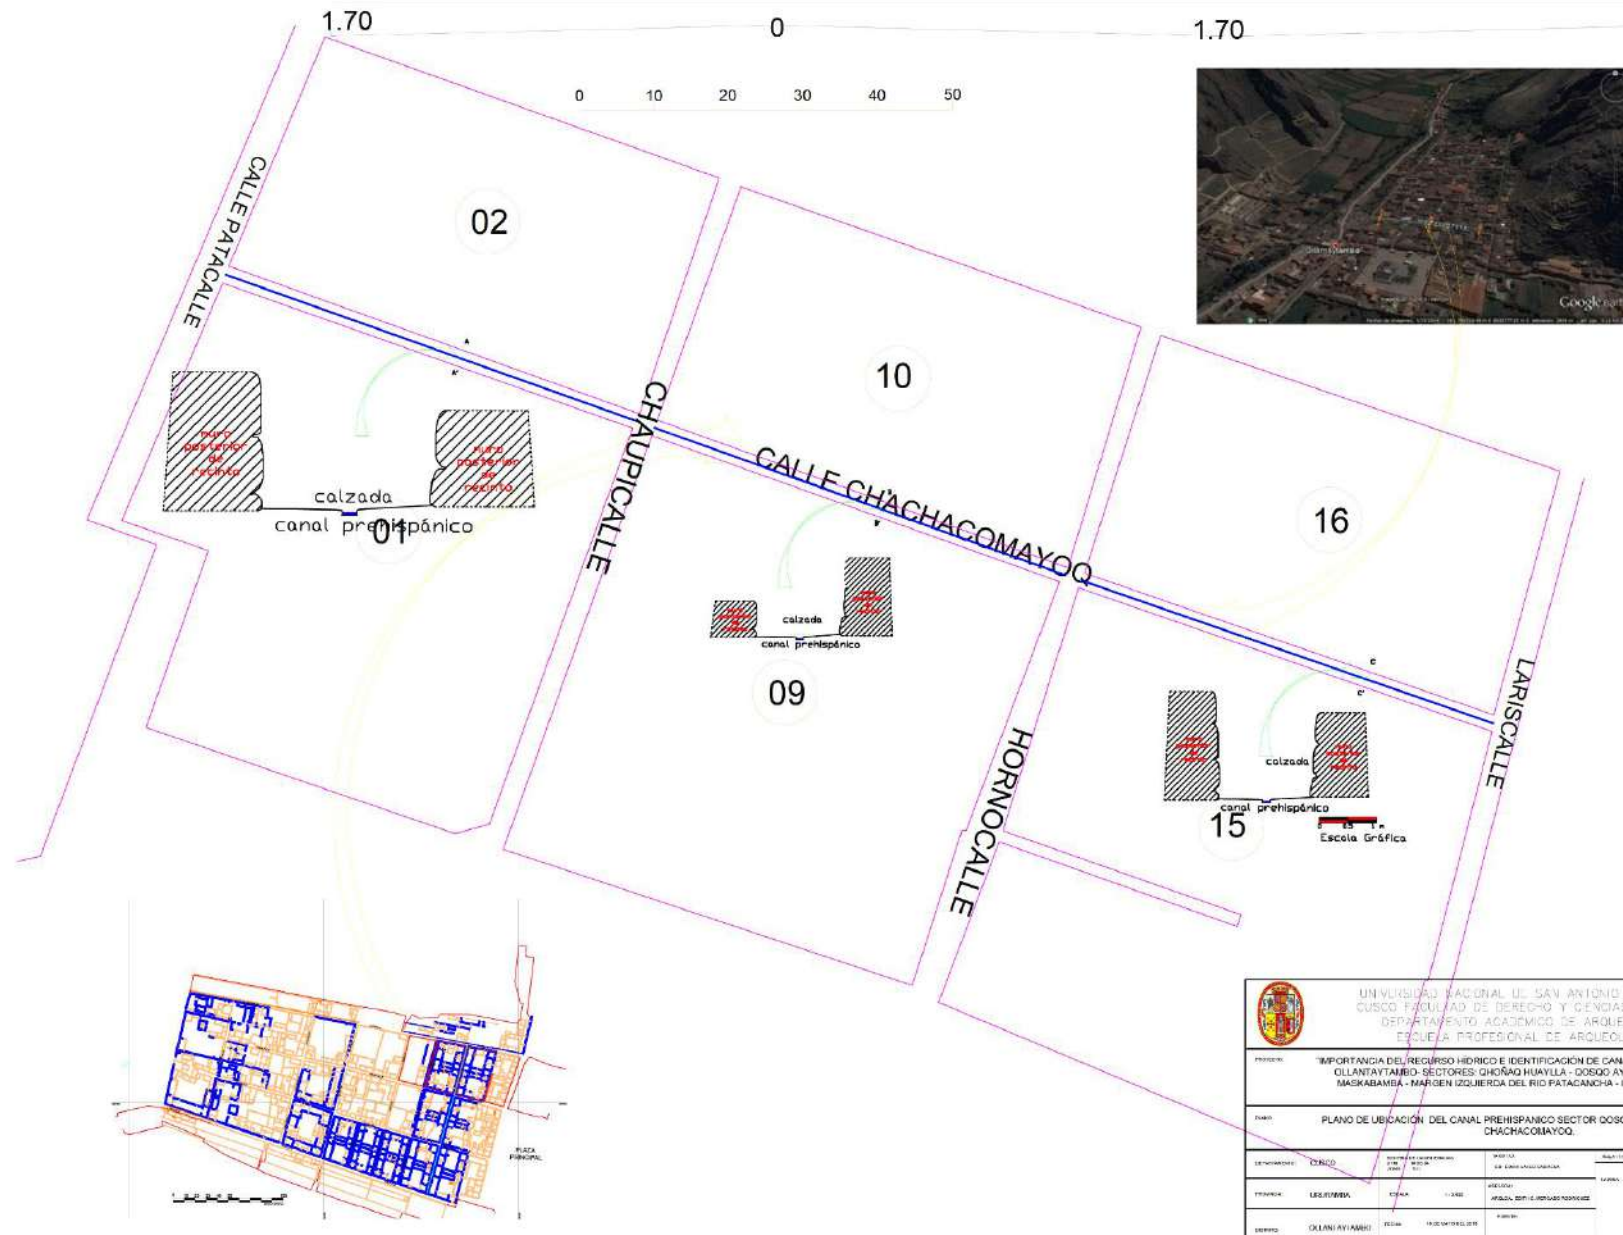 1.70
0
1.70
0 10 20 30 40 50
CALLE PATACALLE
02
A
A'
CHAUPICALLE
10
CALLE CHACHACOMAYOQ
16
muro
posterior
de
recinto
muro
posterior
de
recinto
calzada
canal prehispánico
01
B'
calzada
canal prehispánico
09
HORNOCALLE
C
C'
LARISCALLE
calzada
canal prehispánico
15
Escala Gráfica
Google
PLAZA
PRINCIPAL
UNIVERSIDAD NACIONAL DE SAN ANTONIO
CUSCO FACULTAD DE DERECHO Y CIENCIAS
DEPARTAMENTO ACADÉMICO DE ARQUE
ESCUELA PROFESIONAL DE ARQUEOL
"IMPORTANCIA DEL RECURSO HÍDRICO E IDENTIFICACIÓN DE CANA
OLLANTAYTAMBO- SECTORES: QHOÑAQ HUAYLLA - QOSQO AY
MASKABAMBA - MARGEN IZQUIERDA DEL RIO PATACANCHA -
PLANO DE UBICACIÓN DEL CANAL PREHISPANICO SECTOR QOSQ
CHACHACOMAYOQ.
CUSCO
URUBAMBA
ESCALA
OLLANTAYTAMBO